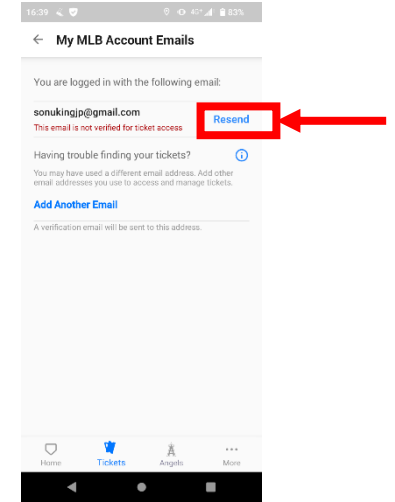 16:39 4G+ 83%
← My MLB Account Emails
You are logged in with the following email:
sonukingjp@gmail.com
This email is not verified for ticket access
Resend
Having trouble finding your tickets?
You may have used a different email address. Add other
email addresses you use to access and manage tickets.
Add Another Email
A verification email will be sent to this address.
Home Tickets Angels More